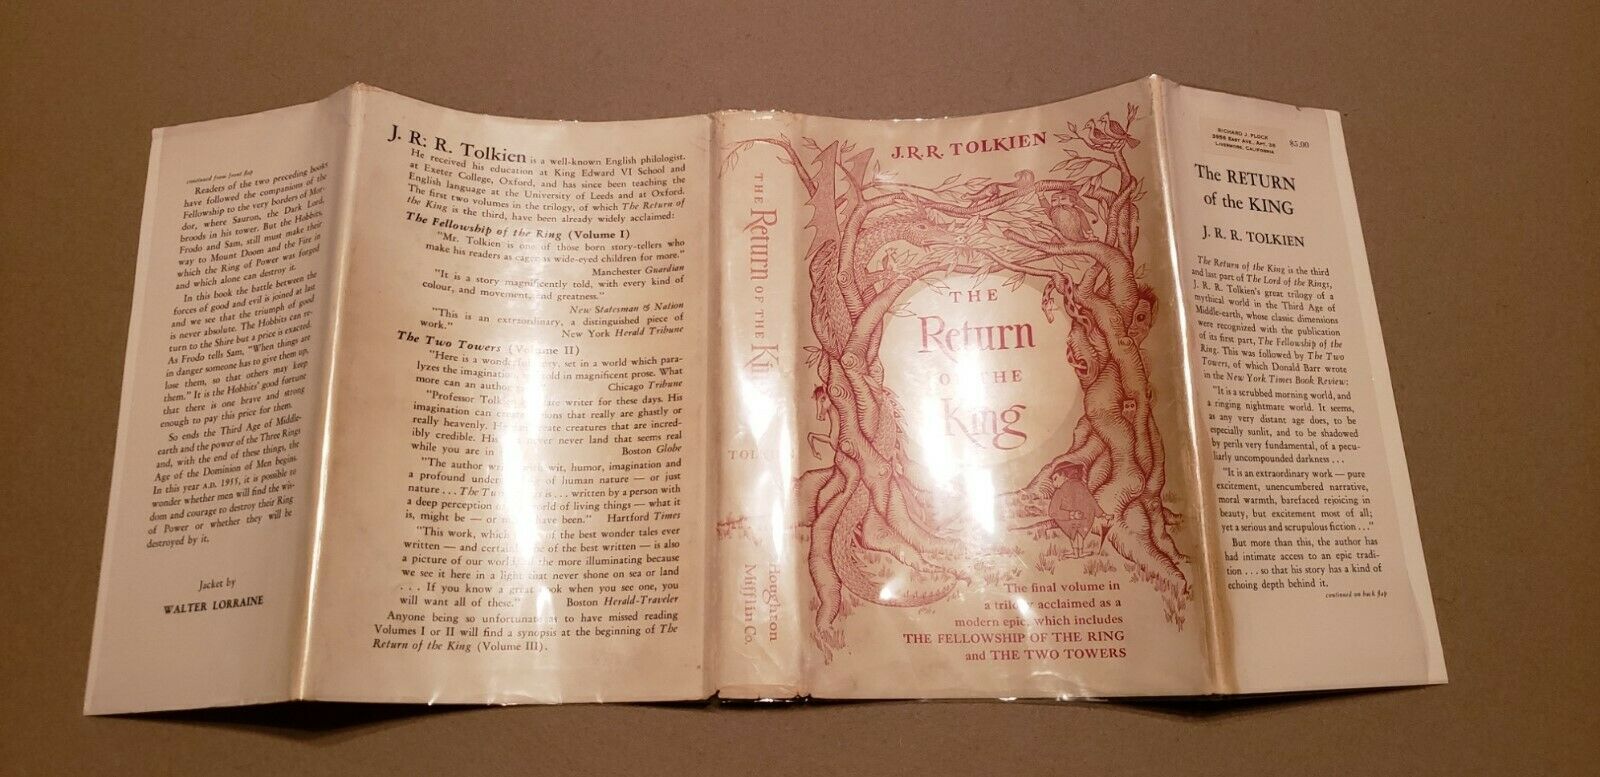 continued from front flap
Readers of the two preceding books
have followed the companions of the
Fellowship to the very borders of Mor-
dor, where Sauron, the Dark Lord,
broods in his tower. But the Hobbits,
Frodo and Sam, still must make their
way to Mount Doom and the Fire in
which the Ring of Power was forged
and which alone can destroy it.
In this book the battle between the
forces of good and evil is joined at last
and we see that the triumph of good
is never absolute. The Hobbits can re-
turn to the Shire but a price is exacted.
As Frodo tells Sam, "When things are
in danger someone has to give them up,
lose them, so that others may keep
them." It is the Hobbits' good fortune
that there is one brave and strong
enough to pay this price for them.
So ends the Third Age of Middle-
earth and the power of the Three Rings
and, with the end of these things, the
Age of the Dominion of Men begins.
In this year A.D. 1955, it is possible to
wonder whether men will find the wis-
dom and courage to destroy their Ring
of Power or whether they will be
destroyed by it.
Jacket by
WALTER LORRAINE
J. R. R. Tolkien is a well-known English philologist.
He received his education at King Edward VI School and
at Exeter College, Oxford, and has since been teaching the
English language at the University of Leeds and at Oxford.
The first two volumes in the trilogy, of which The Return of
the King is the third, have been already widely acclaimed:
The Fellowship of the Ring (Volume I)
"Mr. Tolkien is one of those born story-tellers who
make his readers as eager as wide-eyed children for more."
Manchester Guardian
"It is a story magnificently told, with every kind of
colour, and movement, and greatness."
New Statesman & Nation
"This is an extraordinary, a distinguished piece of
work."
New York Herald Tribune
The Two Towers (Volume II)
"Here is a wonderful story, set in a world which para-
lyzes the imagination, told in magnificent prose. What
more can an author
Chicago Tribune
"Professor Tolkien rare writer for these days. His
imagination can create that really are ghastly or
really heavenly. He can create creatures that are incred-
ibly credible. His never never land that seems real
while you are in
Boston Globe
"The author with wit, humor, imagination and
a profound understanding of human nature — or just
nature . . . The Two Towers is . . . written by a person with
a deep perception of world of living things — what it
is, might be — or have been." Hartford Times
"This work, which of the best wonder tales ever
written — and certainly one of the best written — is also
a picture of our world all the more illuminating because
we see it here in a light that never shone on sea or land
. . . If you know a great book when you see one, you
will want all of these." Boston Herald-Traveler
Anyone being so unfortunate as to have missed reading
Volumes I or II will find a synopsis at the beginning of The
Return of the King (Volume III).
THE Return OF THE King
TOLKIEN
Houghton
Mifflin Co.
J.R.R. TOLKIEN
THE
Return
OF THE
King
The final volume in
a trilogy acclaimed as a
modern epic, which includes
THE FELLOWSHIP OF THE RING
and THE TWO TOWERS
RICHARD J. FLOCK
EAST AVE., APT.
LIVERMORE, CALIFORNIA
$5.00
The RETURN
of the KING
J. R. R. TOLKIEN
The Return of the King is the third
and last part of The Lord of the Rings,
J. R. R. Tolkien's great trilogy of a
mythical world in the Third Age of
Middle-earth, whose classic dimensions
were recognized with the publication
of its first part, The Fellowship of the
Ring. This was followed by The Two
Towers, of which Donald Barr wrote
in the New York Times Book Review:
"It is a scrubbed morning world, and
a ringing nightmare world. It seems,
as any very distant age does, to be
especially sunlit, and to be shadowed
by perils very fundamental, of a pecu-
liarly uncompounded darkness . . .
"It is an extraordinary work — pure
excitement, unencumbered narrative,
moral warmth, barefaced rejoicing in
beauty, but excitement most of all;
yet a serious and scrupulous fiction . . ."
But more than this, the author has
had intimate access to an epic tradi-
tion . . . so that his story has a kind of
echoing depth behind it.
continued on back flap